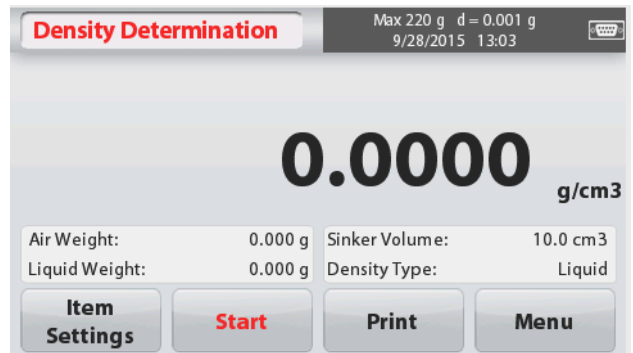 Density Determination
Max 220 g d = 0.001 g
9/28/2015 13:03
0.0000
g/cm3
Air Weight: 0.000 g
Liquid Weight: 0.000 g
Sinker Volume: 10.0 cm3
Density Type: Liquid
Item
Settings
Start
Print
Menu